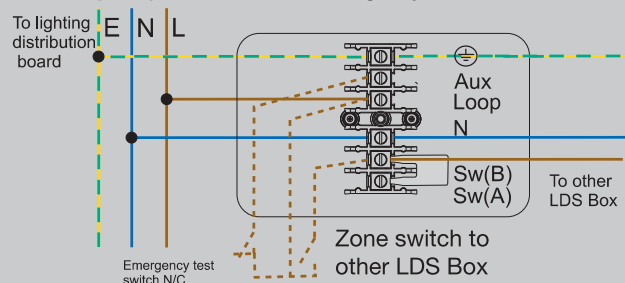 To lighting
distribution
board
E N L
Aux
Loop
N
Sw(B)
Sw(A)
To other
LDS Box
Zone switch to
other LDS Box
Emergency test
switch N/C